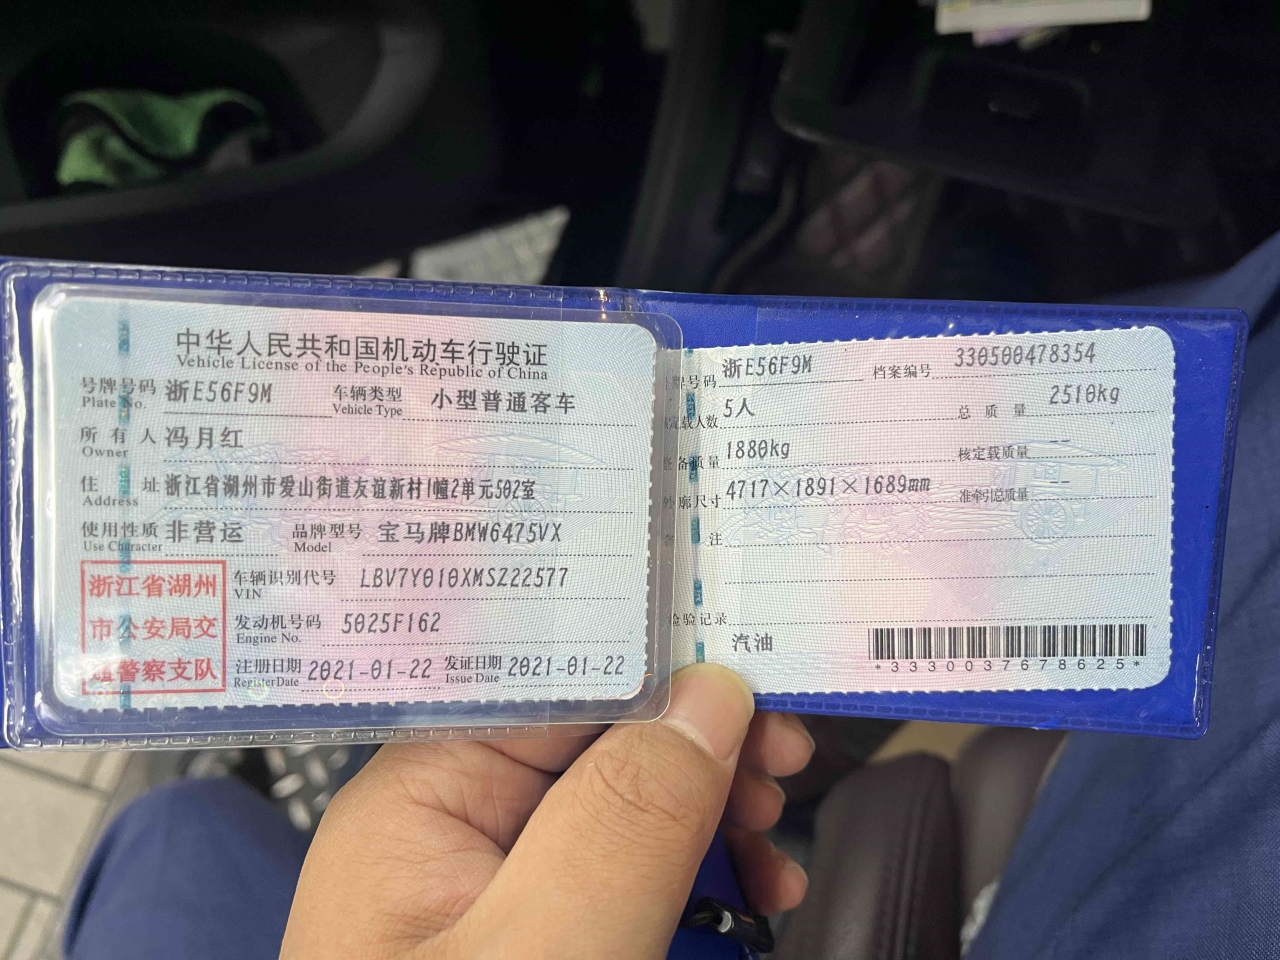 中华人民共和国机动车行驶证
Vehicle License of the People's Republic of China
号牌号码 浙E56F9M 车辆类型 小型普通客车
Plate No. Vehicle Type
所有人 冯月红
Owner
住址 浙江省湖州市爱山街道友谊新村1幢2单元502室
Address
使用性质 非营运 品牌型号 宝马牌BMW6475VX
Use Character Model
浙江省湖州市公安局交通警察支队
车辆识别代号 LBV7Y010XMSZ22577
VIN
发动机号码 5025F162
Engine No.
注册日期 2021-01-22 发证日期 2021-01-22
Register Date Issue Date
号码 浙E56F9M 档案编号 330500478354
载人数 5人 总质量 2510kg
质量 1880kg 核定载质量 --
廓尺寸 4717×1891×1689mm 准牵引总质量 --
注
检验记录
汽油
*3330037678625*